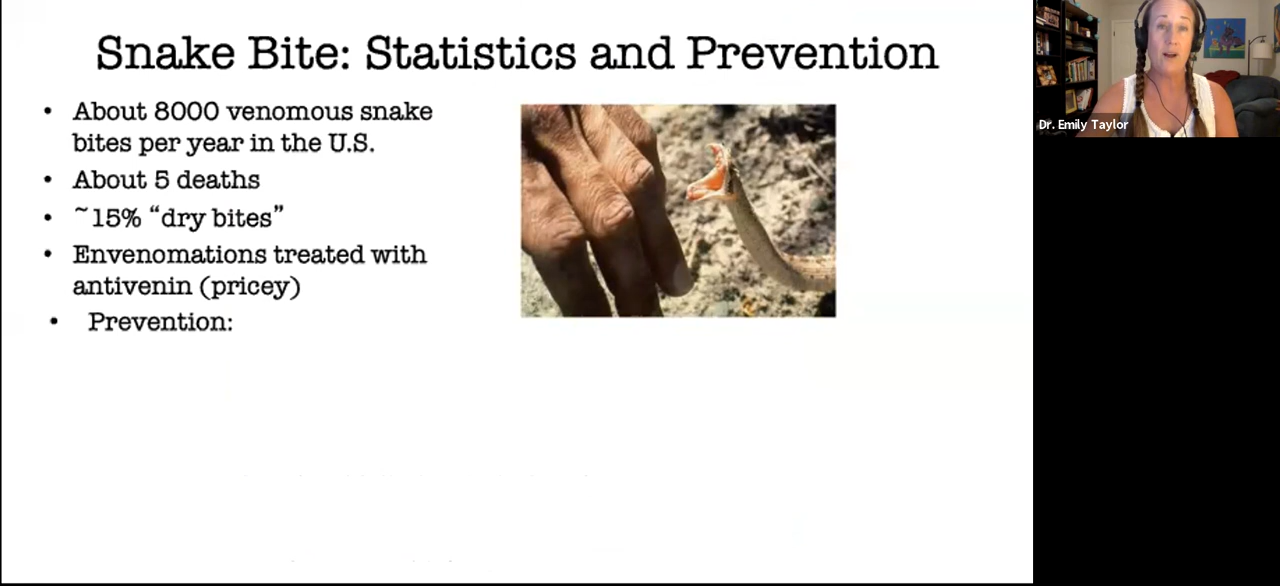 Snake Bite: Statistics and Prevention
• About 8000 venomous snake
bites per year in the U.S.
• About 5 deaths
• ~15% “dry bites”
• Envenomations treated with
antivenin (pricey)
• Prevention:
Dr. Emily Taylor